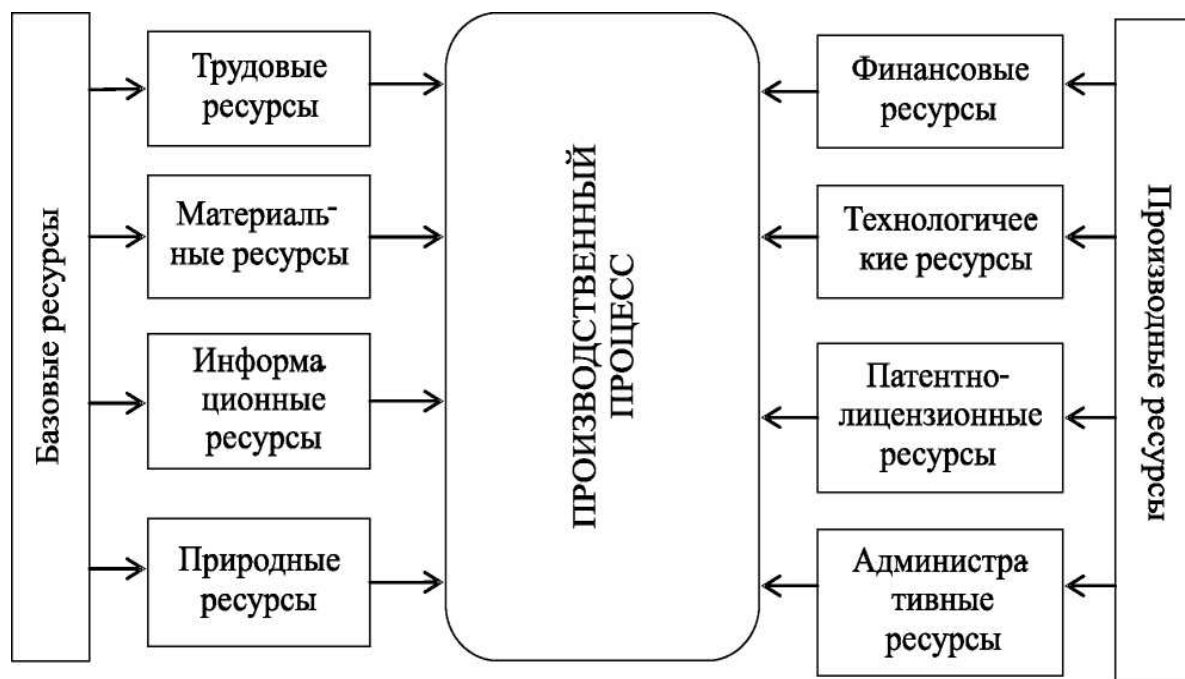 Базовые ресурсы
Трудовые
ресурсы
Материаль-
ные ресурсы
Информа
ционные
ресурсы
Природные
ресурсы
ПРОИЗВОДСТВЕННЫЙ
ПРОЦЕСС
Финансовые
ресурсы
Технологичес
кие ресурсы
Патентно-
лицензионные
ресурсы
Администра
тивные
ресурсы
Производные ресурсы